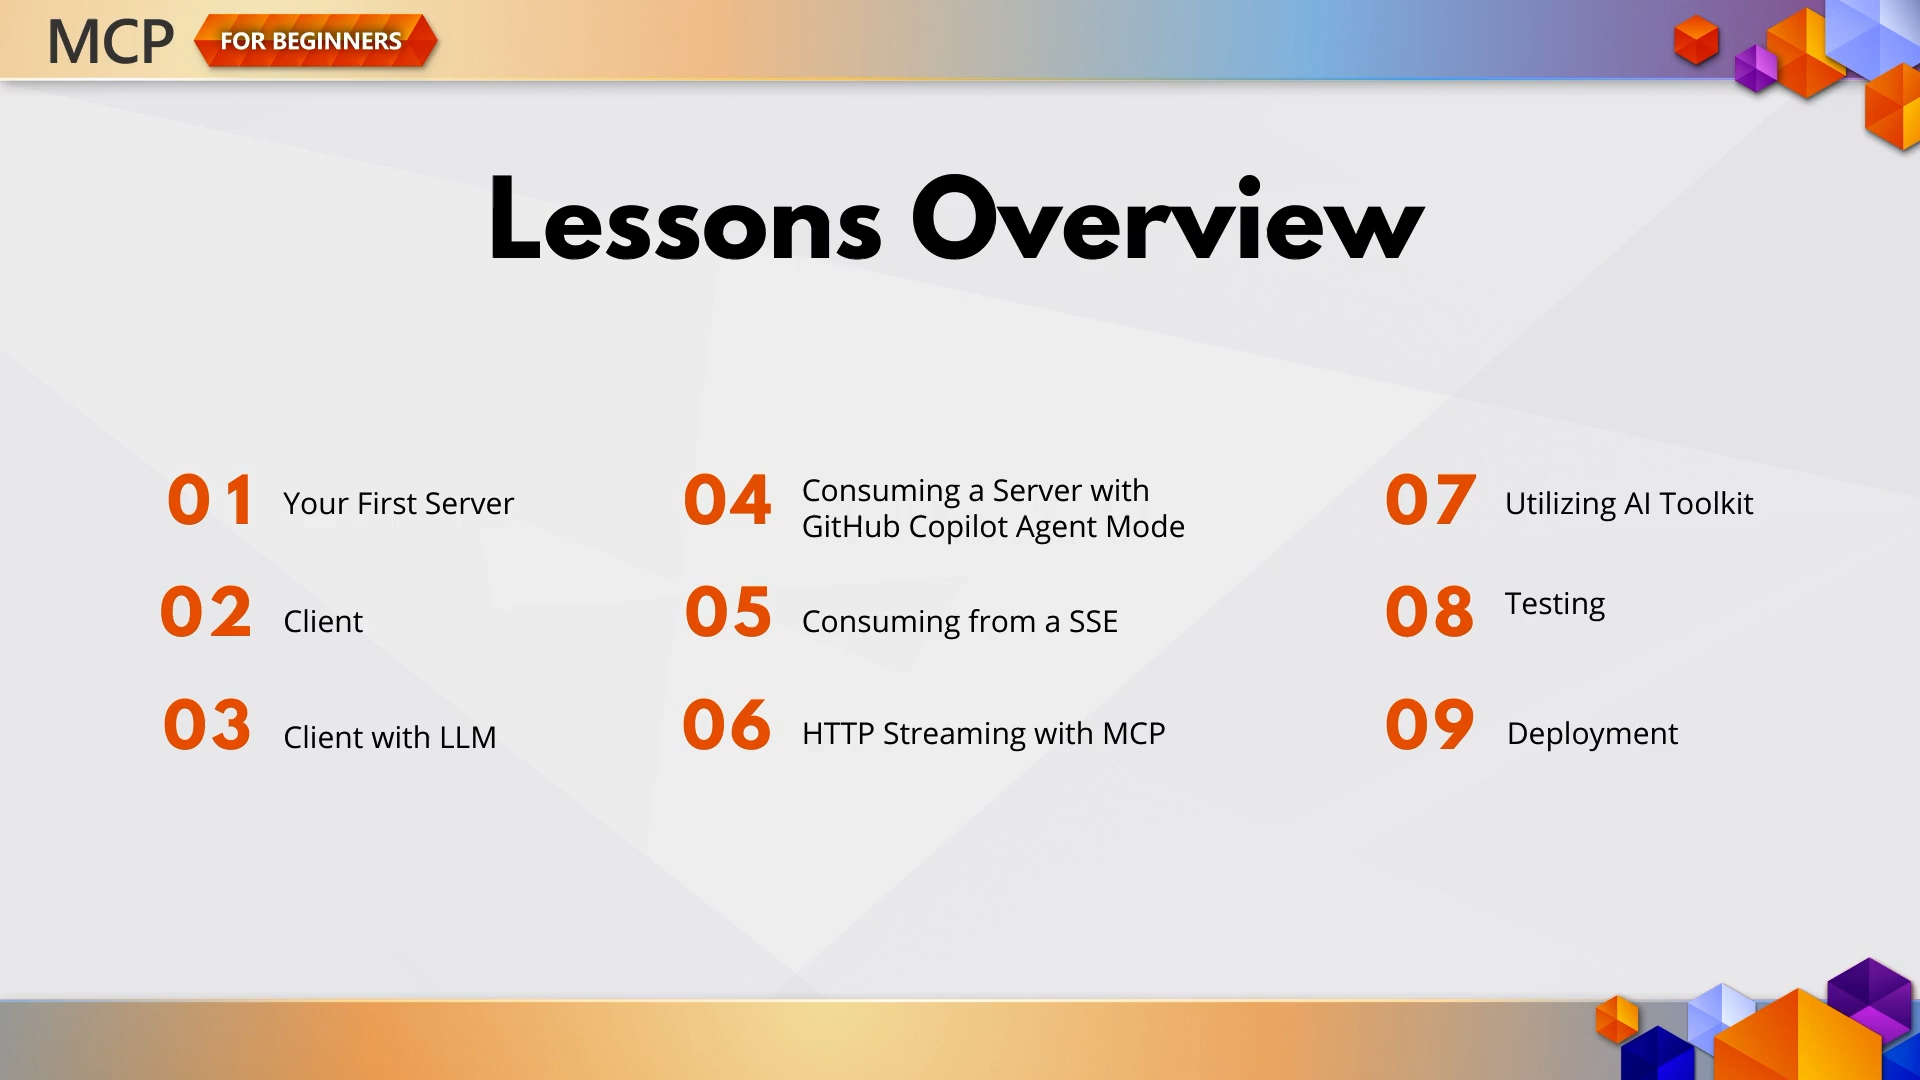 MCP FOR BEGINNERS
Lessons Overview
01 Your First Server
02 Client
03 Client with LLM
04 Consuming a Server with
GitHub Copilot Agent Mode
05 Consuming from a SSE
06 HTTP Streaming with MCP
07 Utilizing AI Toolkit
08 Testing
09 Deployment